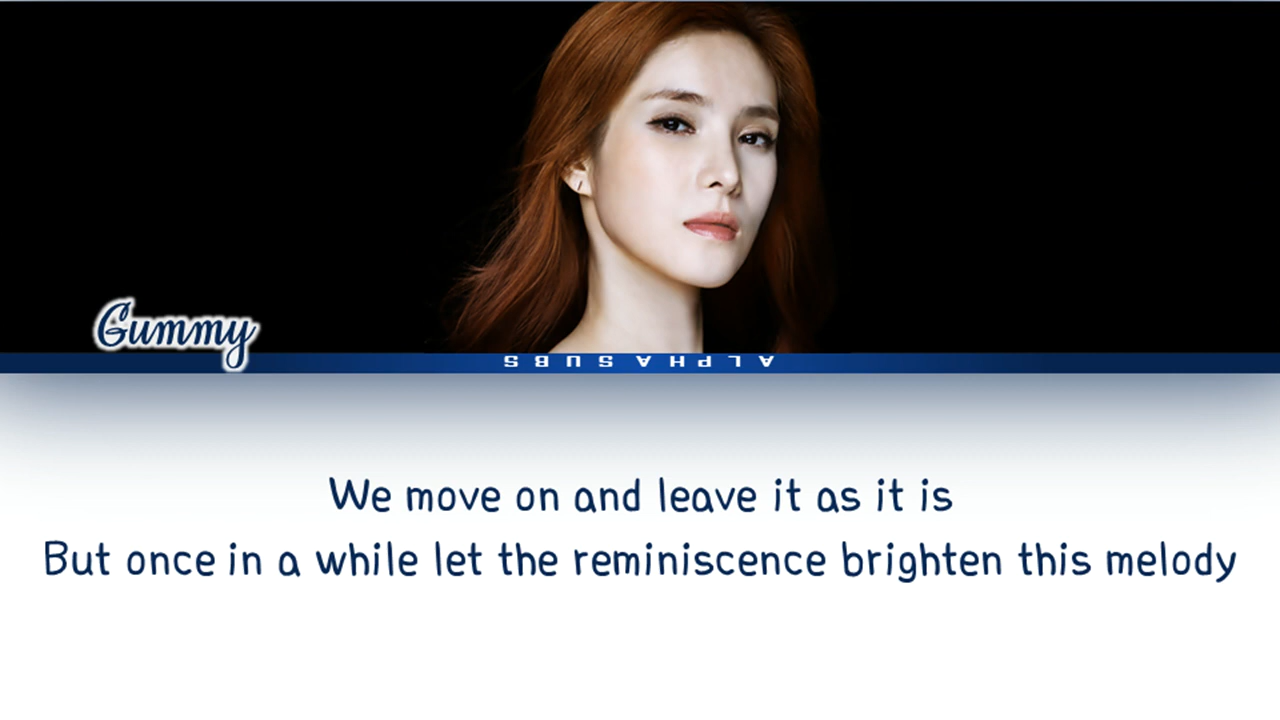 Gummy
ALPHASUBS
We move on and leave it as it is
But once in a while let the reminiscence brighten this melody